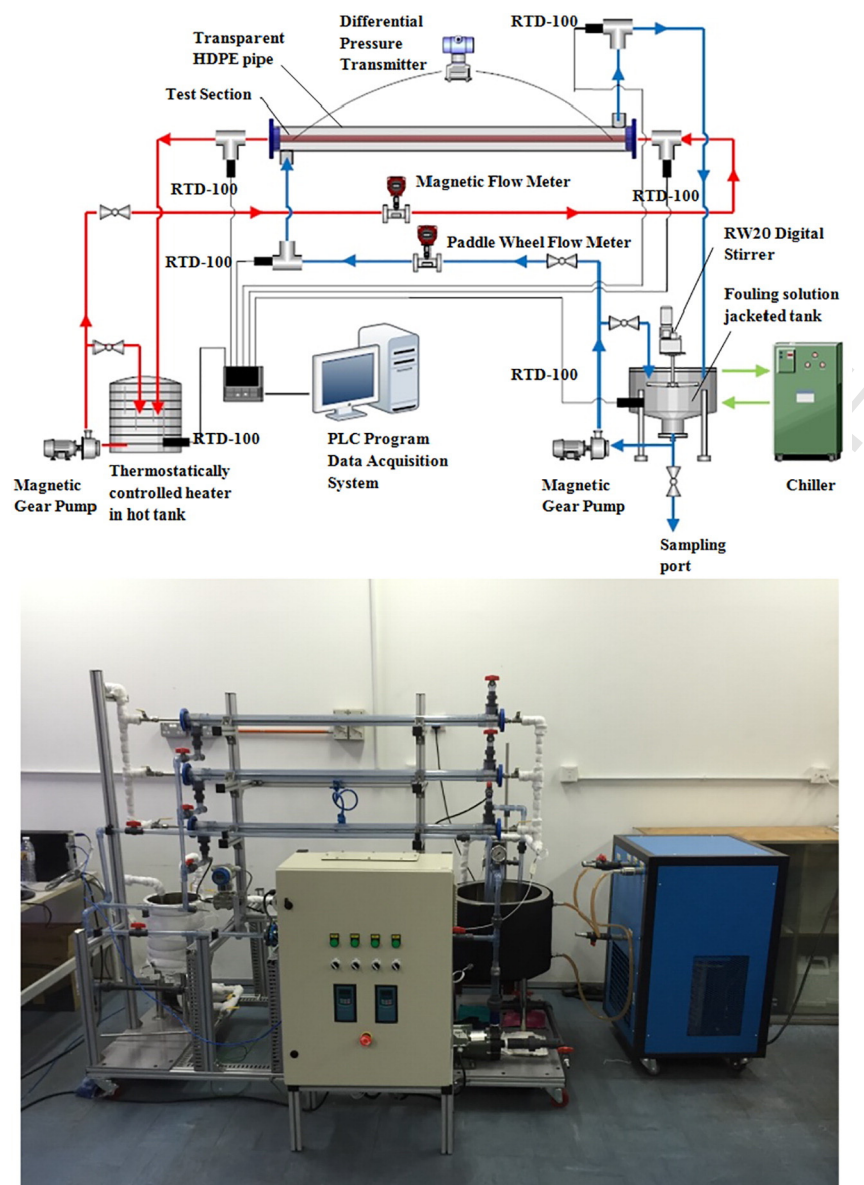 RTD-100
Differential
Pressure
Transmitter
Transparent
HDPE pipe
Test Section
RTD-100
Magnetic Flow Meter
RTD-100
Paddle Wheel Flow Meter
RTD-100
RW20 Digital
Stirrer
Fouling solution
jacketed tank
RTD-100
RTD-100
PLC Program
Data Acquisition
System
Magnetic
Gear Pump
Thermostatically
controlled heater
in hot tank
Magnetic
Gear Pump
Chiller
Sampling
port